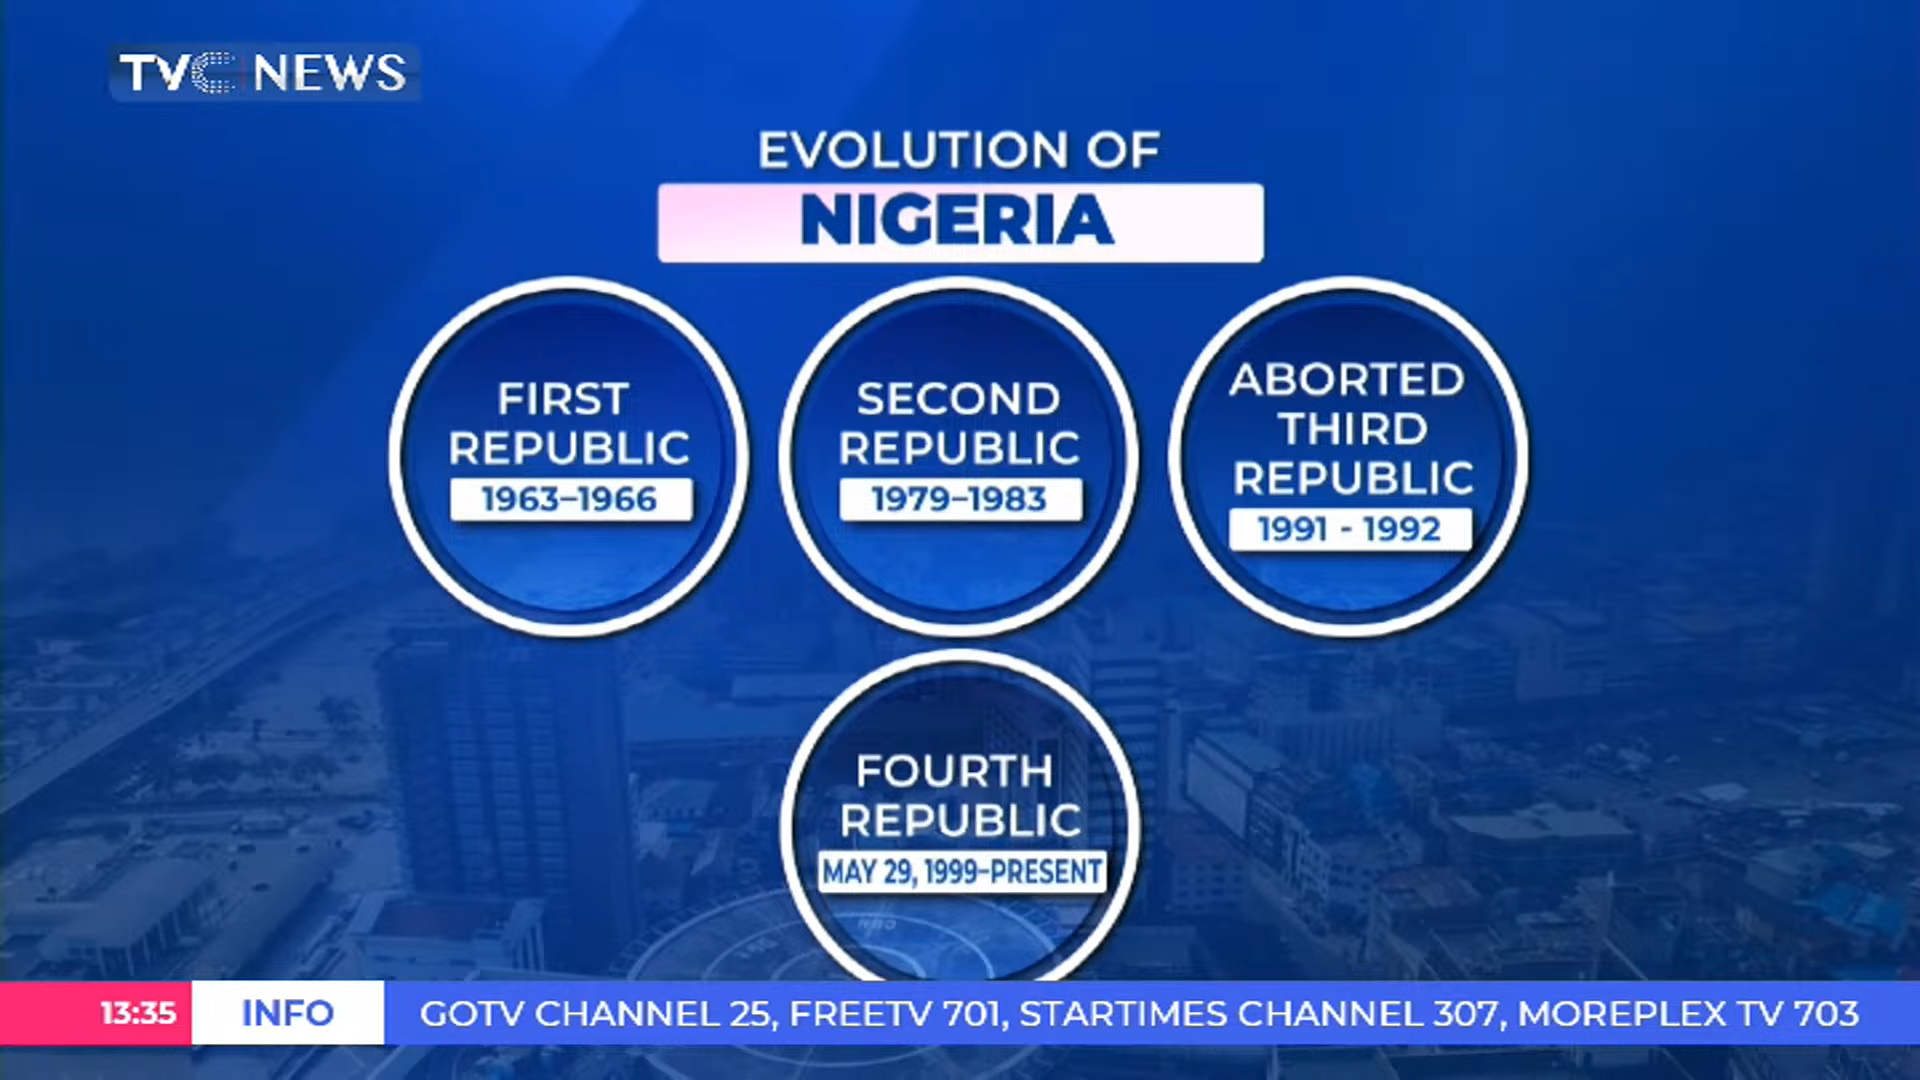 TVC NEWS
EVOLUTION OF
NIGERIA
FIRST
REPUBLIC
1963–1966
SECOND
REPUBLIC
1979–1983
ABORTED
THIRD
REPUBLIC
1991 - 1992
FOURTH
REPUBLIC
MAY 29, 1999–PRESENT
13:35
INFO
GOTV CHANNEL 25, FREETV 701, STARTIMES CHANNEL 307, MOREPLEX TV 703